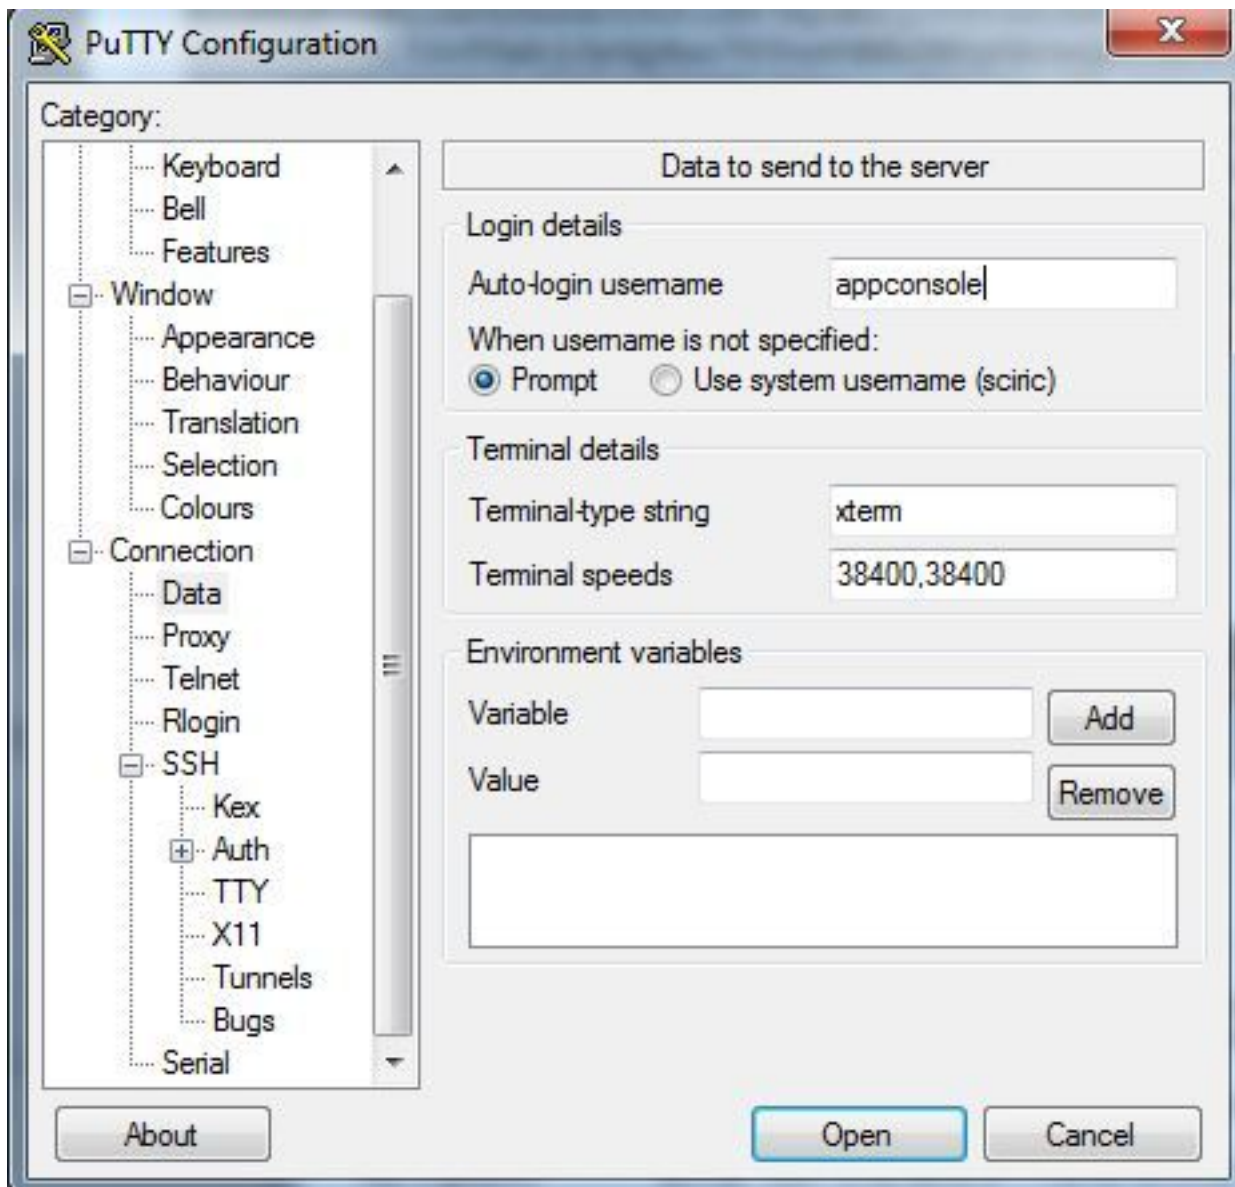 PuTTY Configuration
Category:
Keyboard
Bell
Features
Window
Appearance
Behaviour
Translation
Selection
Colours
Connection
Data
Proxy
Telnet
Rlogin
SSH
Kex
Auth
TTY
X11
Tunnels
Bugs
Serial
Data to send to the server
Login details
Auto-login username appconsole
When username is not specified:
Prompt Use system username (sciric)
Terminal details
Terminal-type string xterm
Terminal speeds 38400,38400
Environment variables
Variable Add
Value Remove
About Open Cancel